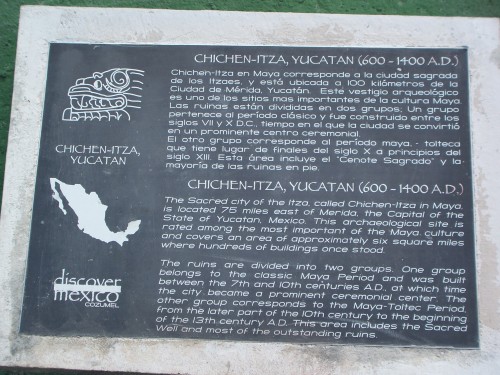 CHICHEN-ITZA, YUCATAN (600 - 1400 A.D.)
Chichen-Itza en Maya corresponde a la ciudad sagrada
de los Itzaes, y está ubicada a 100 kilómetros de la
Ciudad de Mérida, Yucatán. Este vestigio arqueológico
es uno de los sitios mas importantes de la cultura Maya.
Las ruinas están divididas en dos grupos: Un grupo
pertenece al período clásico y fue construido entre los
siglos VII y X D.C., tiempo en el que la ciudad se convirtió
en un prominente centro ceremonial.
El otro grupo corresponde al período maya - tolteca
que tiene lugar de finales del siglo X a principios del
siglo XIII. Esta área incluye el "Cenote Sagrado" y la
mayoría de las ruinas en pie.
CHICHEN-ITZA, YUCATAN (600 - 1400 A.D.)
The Sacred city of the Itza, called Chichen-Itza in Maya,
is located 75 miles east of Merida, the Capital of the
State of Yucatan, Mexico. This archaeological site is
rated among the most important of the Maya culture
and covers an area of approximately six square miles
where hundreds of buildings once stood.
The ruins are divided into two groups. One group
belongs to the classic Maya Period and was built
between the 7th and 10th centuries A.D., at which time
the city became a prominent ceremonial center. The
other group corresponds to the Maya-Toltec Period,
from the later part of the 10th century to the beginning
of the 13th century A.D. This area includes the Sacred
Well and most of the outstanding ruins.
CHICHEN-ITZA,
YUCATAN
discover
mexico
COZUMEL